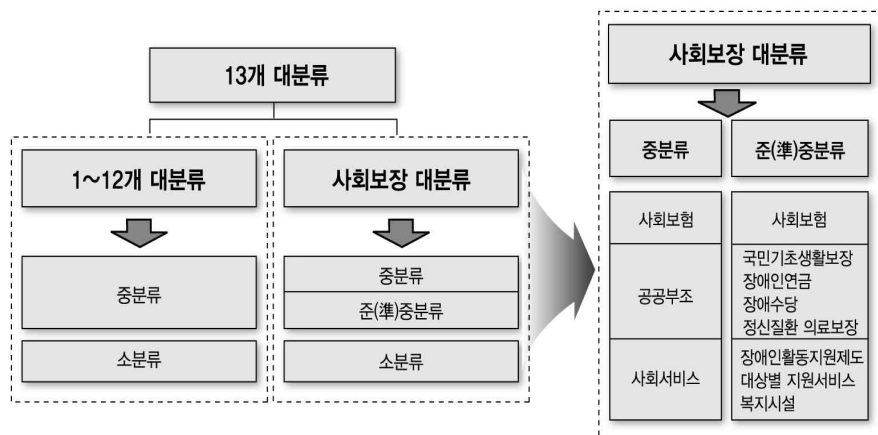 13개 대분류
1～12개 대분류
중분류
소분류
사회보장 대분류
중분류
준(準)중분류
소분류
사회보장 대분류
중분류
준(準)중분류
사회보험
사회보험
공공부조
국민기초생활보장
장애인연금
장애수당
정신질환 의료보장
사회서비스
장애인활동지원제도
대상별 지원서비스
복지시설